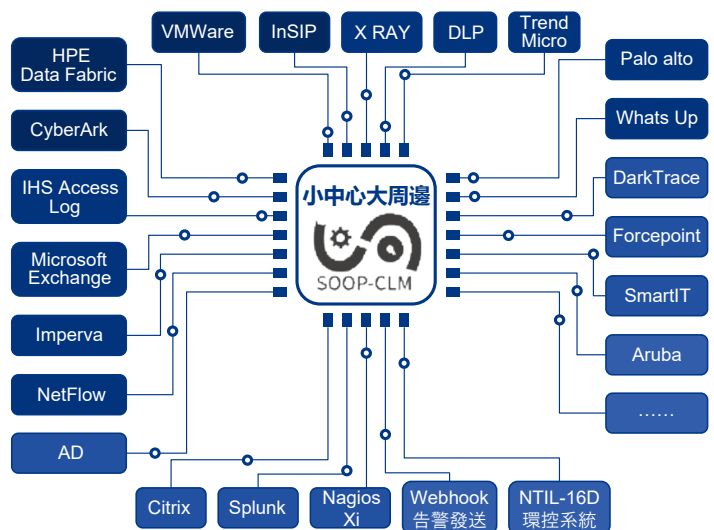 VMWare
InSIP
X RAY
DLP
Trend
Micro
HPE
Data Fabric
CyberArk
IHS Access
Log
Microsoft
Exchange
Imperva
NetFlow
AD
小中心大周邊
SOOP-CLM
Palo alto
Whats Up
DarkTrace
Forcepoint
SmartIT
Aruba
……
Citrix
Splunk
Nagios
Xi
Webhook
告警發送
NTIL-16D
環控系統